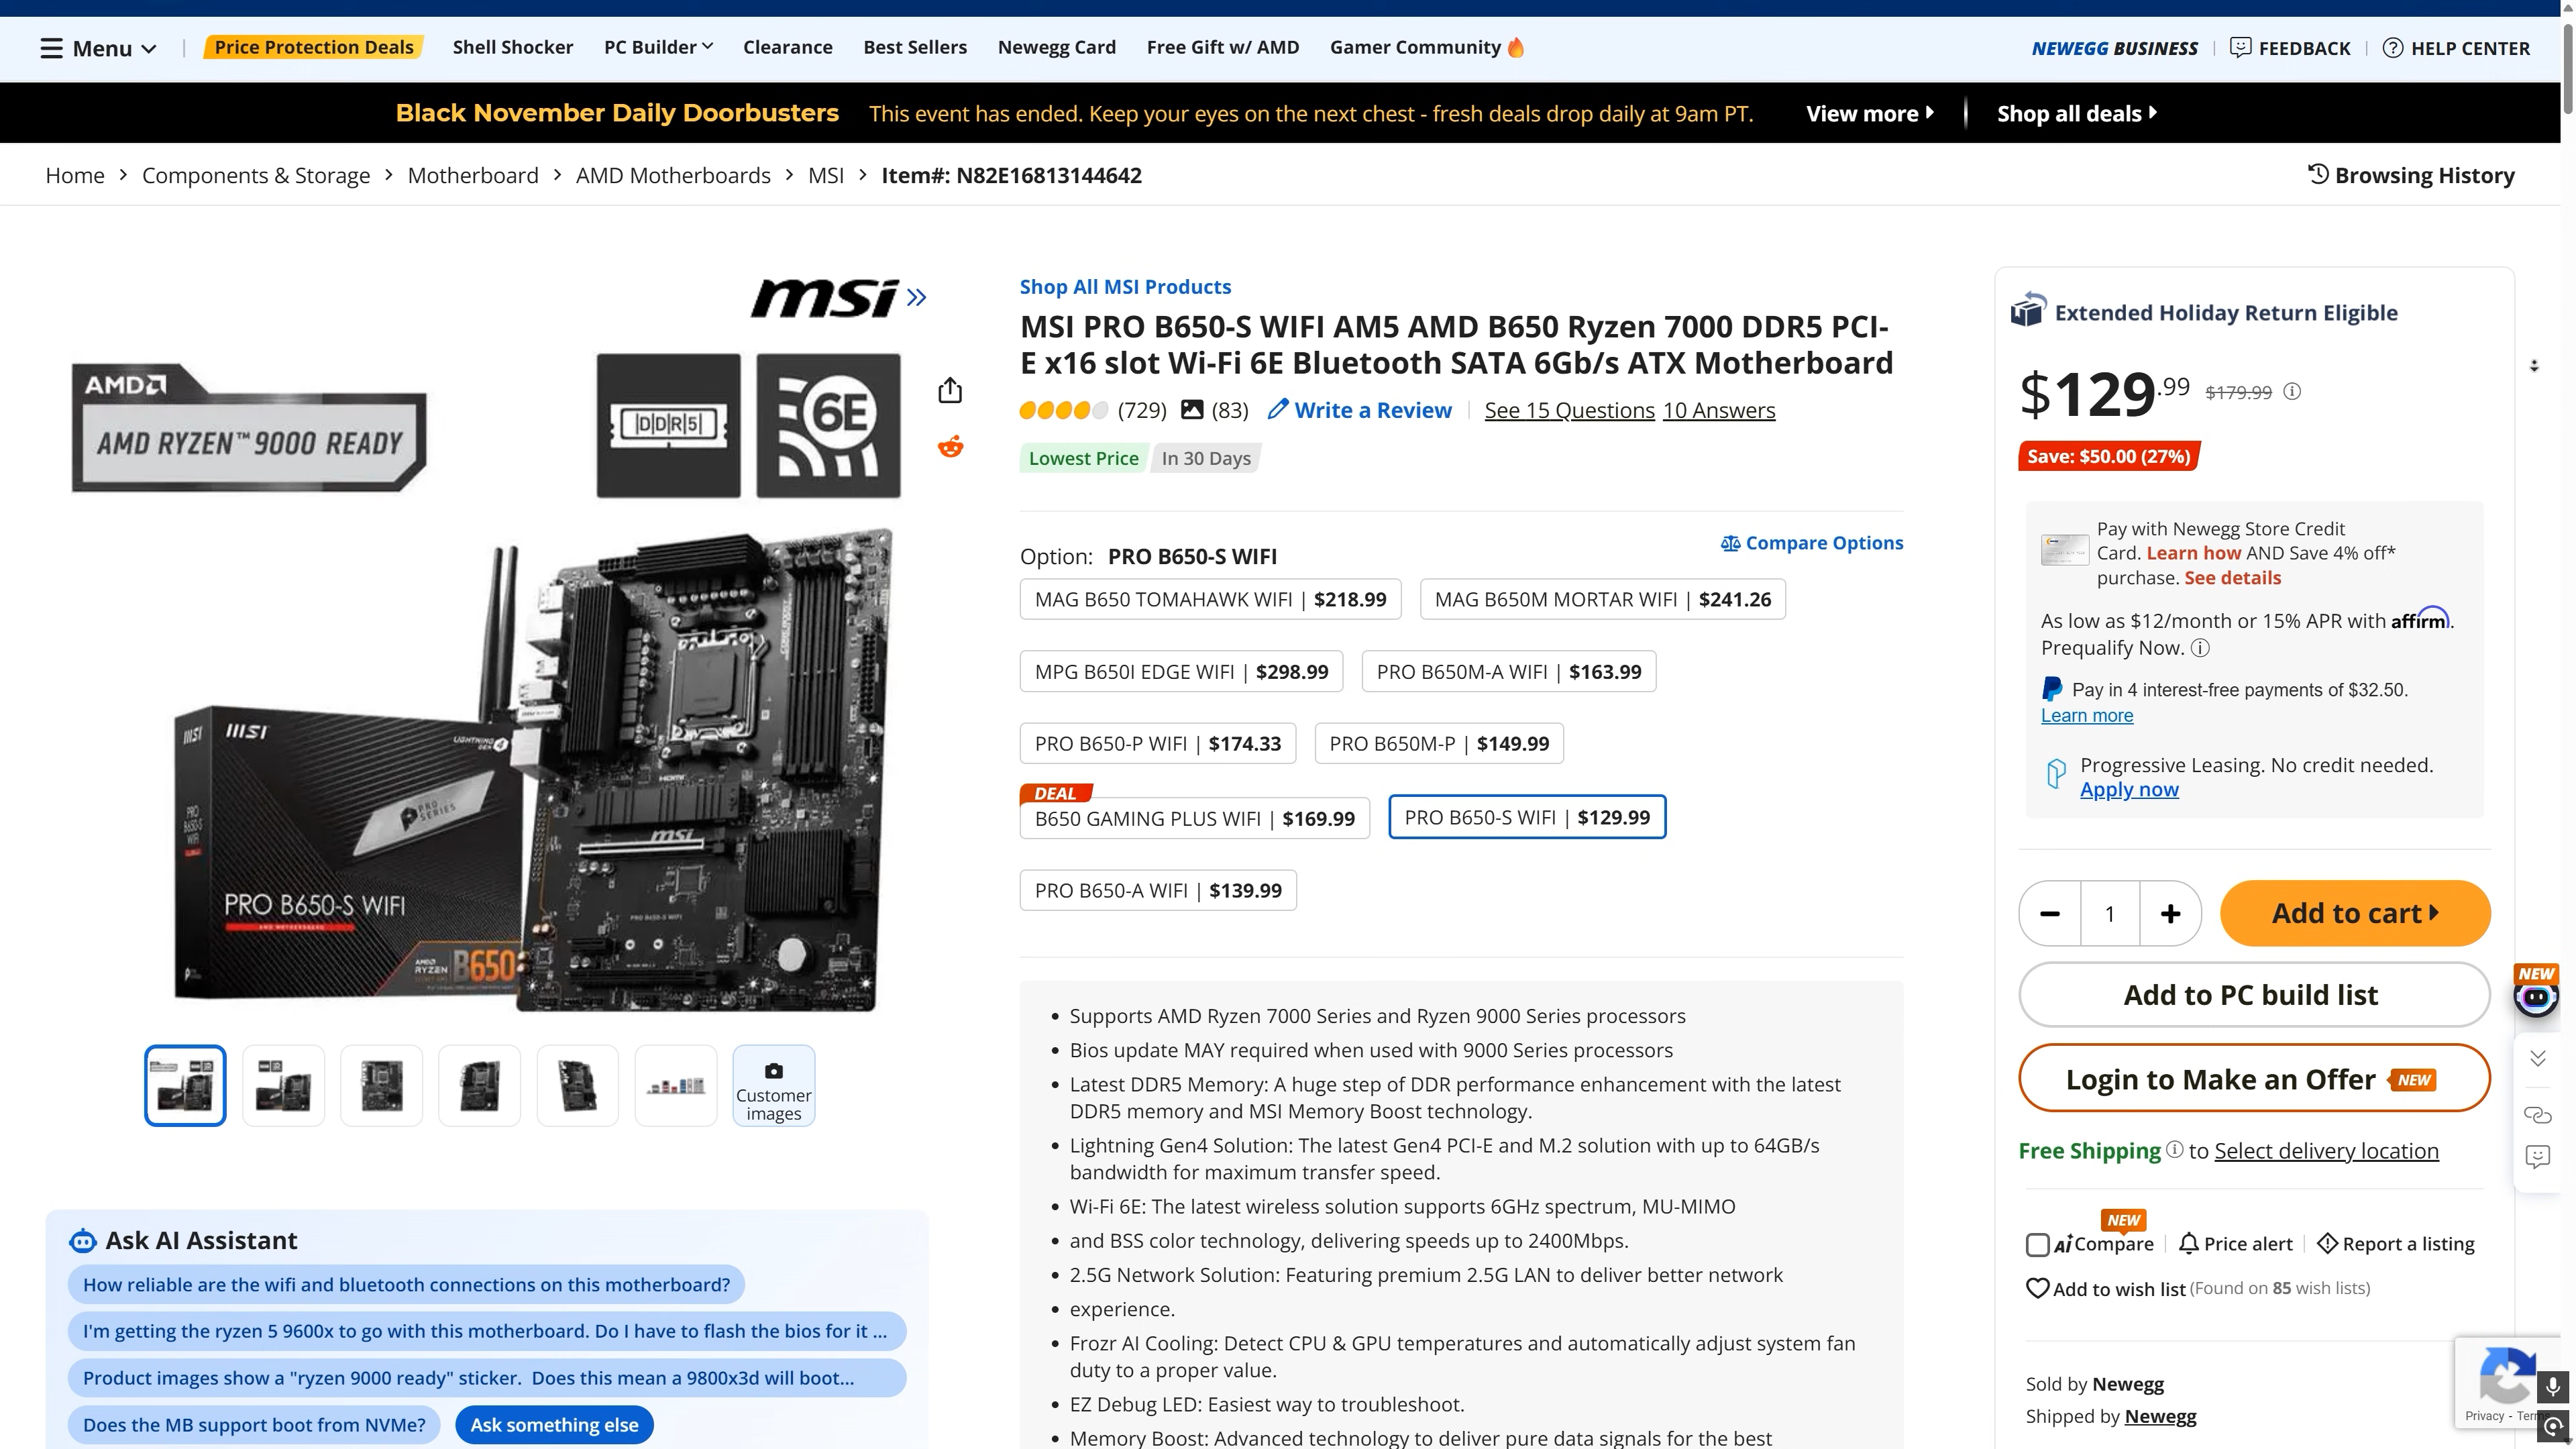 Menu
Price Protection Deals
Shell Shocker
PC Builder
Clearance
Best Sellers
Newegg Card
Free Gift w/ AMD
Gamer Community
NEWEGG BUSINESS
FEEDBACK
HELP CENTER
Black November Daily Doorbusters
This event has ended. Keep your eyes on the next chest - fresh deals drop daily at 9am PT.
View more
Shop all deals
Home > Components & Storage > Motherboard > AMD Motherboards > MSI > Item#: N82E16813144642
Browsing History
msi
AMD
AMD RYZEN™ 9000 READY
DDR5
6E
MSI
MSI
LIGHTNING
GEN 4
PRO
SERIES
PRO
B650-S
WIFI
PRO B650-S WIFI
AMD
RYZEN
B650
msi
PRO B650-S WIFI
Customer
images
Ask AI Assistant
How reliable are the wifi and bluetooth connections on this motherboard?
I'm getting the ryzen 5 9600x to go with this motherboard. Do I have to flash the bios for it ...
Product images show a "ryzen 9000 ready" sticker. Does this mean a 9800x3d will boot...
Does the MB support boot from NVMe?
Ask something else
Shop All MSI Products
MSI PRO B650-S WIFI AM5 AMD B650 Ryzen 7000 DDR5 PCI-
E x16 slot Wi-Fi 6E Bluetooth SATA 6Gb/s ATX Motherboard
(729) (83) Write a Review See 15 Questions 10 Answers
Lowest Price In 30 Days
Option: PRO B650-S WIFI
Compare Options
MAG B650 TOMAHAWK WIFI | $218.99
MAG B650M MORTAR WIFI | $241.26
MPG B650I EDGE WIFI | $298.99
PRO B650M-A WIFI | $163.99
PRO B650-P WIFI | $174.33
PRO B650M-P | $149.99
DEAL
B650 GAMING PLUS WIFI | $169.99
PRO B650-S WIFI | $129.99
PRO B650-A WIFI | $139.99
• Supports AMD Ryzen 7000 Series and Ryzen 9000 Series processors
• Bios update MAY required when used with 9000 Series processors
• Latest DDR5 Memory: A huge step of DDR performance enhancement with the latest
DDR5 memory and MSI Memory Boost technology.
• Lightning Gen4 Solution: The latest Gen4 PCI-E and M.2 solution with up to 64GB/s
bandwidth for maximum transfer speed.
• Wi-Fi 6E: The latest wireless solution supports 6GHz spectrum, MU-MIMO
• and BSS color technology, delivering speeds up to 2400Mbps.
• 2.5G Network Solution: Featuring premium 2.5G LAN to deliver better network
• experience.
• Frozr AI Cooling: Detect CPU & GPU temperatures and automatically adjust system fan
duty to a proper value.
• EZ Debug LED: Easiest way to troubleshoot.
• Memory Boost: Advanced technology to deliver pure data signals for the best
Extended Holiday Return Eligible
$129.99 $179.99
Save: $50.00 (27%)
Pay with Newegg Store Credit
Card. Learn how AND Save 4% off*
purchase. See details
As low as $12/month or 15% APR with affirm.
Prequalify Now.
Pay in 4 interest-free payments of $32.50.
Learn more
Progressive Leasing. No credit needed.
Apply now
1
Add to cart
Add to PC build list
NEW
Login to Make an Offer NEW
Free Shipping to Select delivery location
NEW
Ai Compare
Price alert
Report a listing
Add to wish list (Found on 85 wish lists)
Sold by Newegg
Shipped by Newegg
Privacy - Term